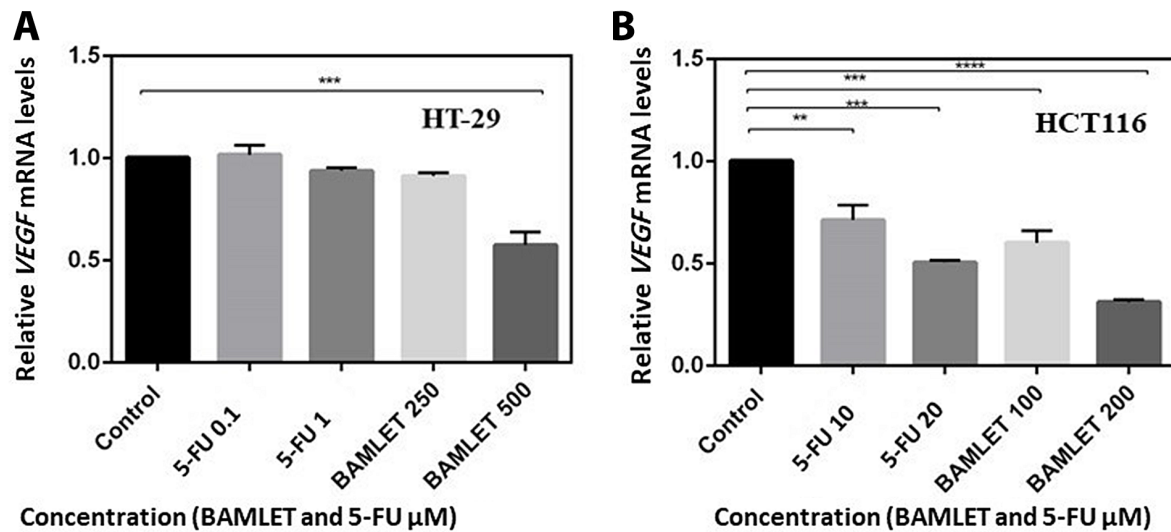 A
Relative VEGF mRNA levels
1.5
1.0
0.5
0.0
***
HT-29
Control
5-FU 0.1
5-FU 1
BAMLET 250
BAMLET 500
Concentration (BAMLET and 5-FU µM)
B
Relative VEGF mRNA levels
1.5
1.0
0.5
0.0
****
***
***
**
HCT116
Control
5-FU 10
5-FU 20
BAMLET 100
BAMLET 200
Concentration (BAMLET and 5-FU µM)